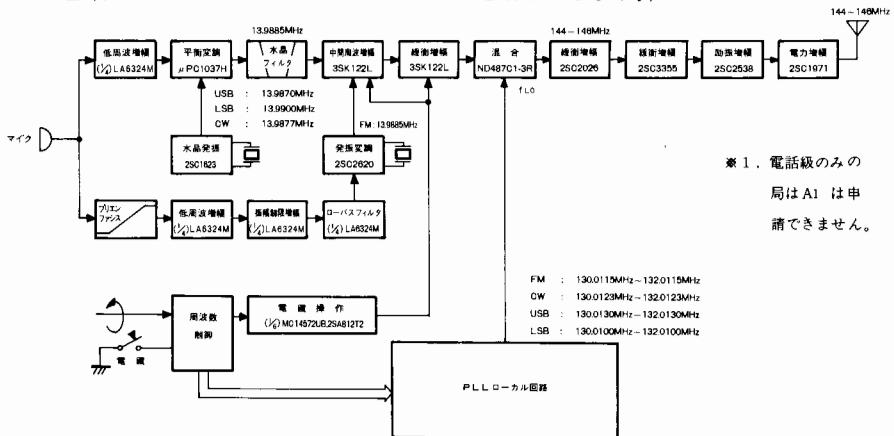 144～146MHz
13.9885MHz
144～146MHz
低周波増幅
(¼)LA6324M
平衡変調
μPC1037H
水晶
フィルタ
中間周波増幅
3SK122L
緩衝増幅
3SK122L
混合
ND487C1-3R
緩衝増幅
2SC2026
緩衝増幅
2SC3355
励振増幅
2SC2538
電力増幅
2SC1971
fLO
USB : 13.9870MHz
LSB : 13.9900MHz
CW : 13.9877MHz
FM:13.9885MHz
マイク
水晶発振
2SC1623
発振変調
2SC2620
※1．電話級のみの
局はA1 は申
請できません。
プリエン
ファシス
低周波増幅
(¼)LA6324M
振幅制限増幅
(¼)LA6324M
ローパスフィルタ
(¼)LA6324M
FM : 130.0115MHz～132.0115MHz
CW : 130.0123MHz～132.0123MHz
USB : 130.0130MHz～132.0130MHz
LSB : 130.0100MHz～132.0100MHz
周波数
制御
電鍵操作
(⅙)MC14572UB,2SA812T2
電鍵
PLLローカル回路